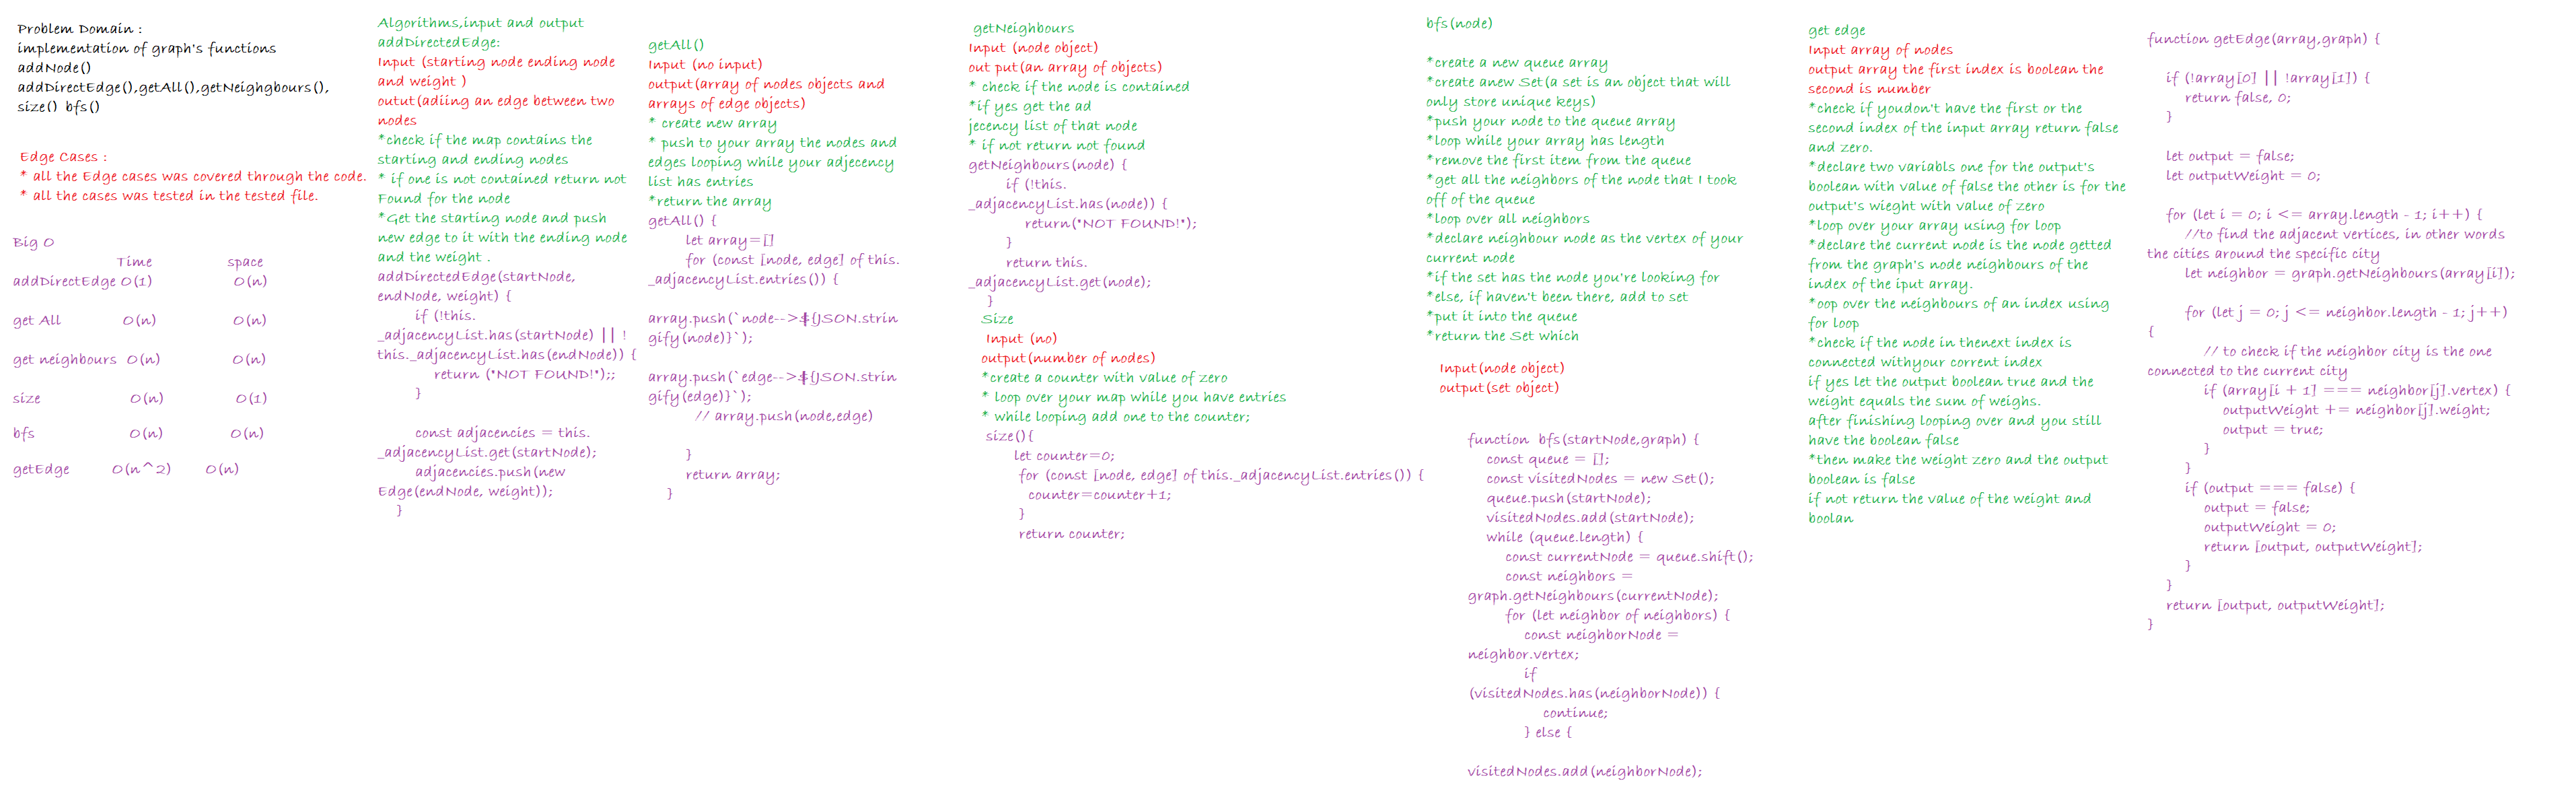 Problem Domain :
implementation of graph's functions
addNode()
addDirectEdge(),getAll(),getNeighgbours(),
size() bfs()
Edge Cases :
* all the Edge cases was covered through the code.
* all the cases was tested in the tested file.
Big O
Time space
addDirectEdge O(1) O(n)
get All O(n) O(n)
get neighbours O(n) O(n)
size O(n) O(1)
bfs O(n) O(n)
getEdge O(n^2) O(n)
Algorithms,input and output
addDirectedEdge:
Input (starting node ending node
and weight )
outut(adiing an edge between two
nodes
*check if the map contains the
starting and ending nodes
* if one is not contained return not
Found for the node
*Get the starting node and push
new edge to it with the ending node
and the weight .
addDirectedEdge(startNode,
endNode, weight) {
if (!this.
_adjacencyList.has(startNode) || !
this._adjacencyList.has(endNode)) {
return ("NOT FOUND!");;
}
const adjacencies = this.
_adjacencyList.get(startNode);
adjacencies.push(new
Edge(endNode, weight));
}
getAll()
Input (no input)
output(array of nodes objects and
arrays of edge objects)
* create new array
* push to your array the nodes and
edges looping while your adjecency
list has entries
*return the array
getAll() {
let array=[]
for (const [node, edge] of this.
_adjacencyList.entries()) {
array.push(`node-->${JSON.strin
gify(node)}`);
array.push(`edge-->${JSON.strin
gify(edge)}`);
// array.push(node,edge)
}
return array;
}
getNeighbours
Input (node object)
out put(an array of objects)
* check if the node is contained
*if yes get the ad
jecency list of that node
* if not return not found
getNeighbours(node) {
if (!this.
_adjacencyList.has(node)) {
return("NOT FOUND!");
}
return this.
_adjacencyList.get(node);
}
Size
Input (no)
output(number of nodes)
*create a counter with value of zero
* loop over your map while you have entries
* while looping add one to the counter;
size(){
let counter=0;
for (const [node, edge] of this._adjacencyList.entries()) {
counter=counter+1;
}
return counter;
bfs(node)
*create a new queue array
*create anew Set(a set is an object that will
only store unique keys)
*push your node to the queue array
*loop while your array has length
*remove the first item from the queue
*get all the neighbors of the node that I took
off of the queue
*loop over all neighbors
*declare neighbour node as the vertex of your
current node
*if the set has the node you're looking for
*else, if haven't been there, add to set
*put it into the queue
*return the Set which
Input(node object)
output(set object)
function bfs(startNode,graph) {
const queue = [];
const visitedNodes = new Set();
queue.push(startNode);
visitedNodes.add(startNode);
while (queue.length) {
const currentNode = queue.shift();
const neighbors =
graph.getNeighbours(currentNode);
for (let neighbor of neighbors) {
const neighborNode =
neighbor.vertex;
if
(visitedNodes.has(neighborNode)) {
continue;
} else {
visitedNodes.add(neighborNode);
get edge
Input array of nodes
output array the first index is boolean the
second is number
*check if youdon't have the first or the
second index of the input array return false
and zero.
*declare two variabls one for the output's
boolean with value of false the other is for the
output's wieght with value of zero
*loop over your array using for loop
*declare the current node is the node getted
from the graph's node neighbours of the
index of the iput array.
*oop over the neighbours of an index using
for loop
*check if the node in thenext index is
connected withyour corrent index
if yes let the output boolean true and the
weight equals the sum of weighs.
after finishing looping over and you still
have the boolean false
*then make the weight zero and the output
boolean is false
if not return the value of the weight and
boolan
function getEdge(array,graph) {
if (!array[0] || !array[1]) {
return false, 0;
}
let output = false;
let outputWeight = 0;
for (let i = 0; i <= array.length - 1; i++) {
//to find the adjacent vertices, in other words
the cities around the specific city
let neighbor = graph.getNeighbours(array[i]);
for (let j = 0; j <= neighbor.length - 1; j++)
{
// to check if the neighbor city is the one
connected to the current city
if (array[i + 1] === neighbor[j].vertex) {
outputWeight += neighbor[j].weight;
output = true;
}
}
if (output === false) {
output = false;
outputWeight = 0;
return [output, outputWeight];
}
}
return [output, outputWeight];
}